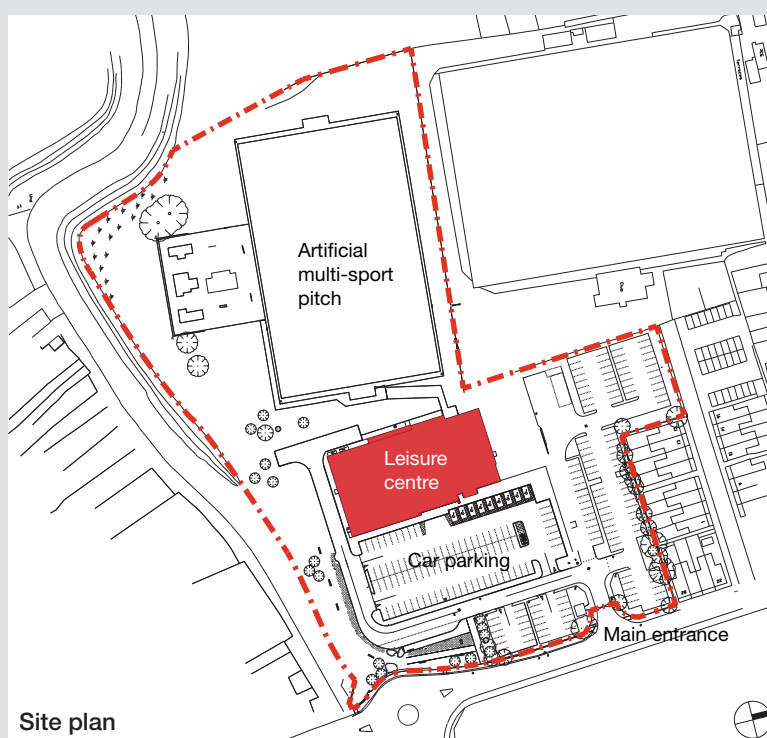 Artificial
multi-sport
pitch
Leisure
centre
Car parking
Main entrance
Site plan